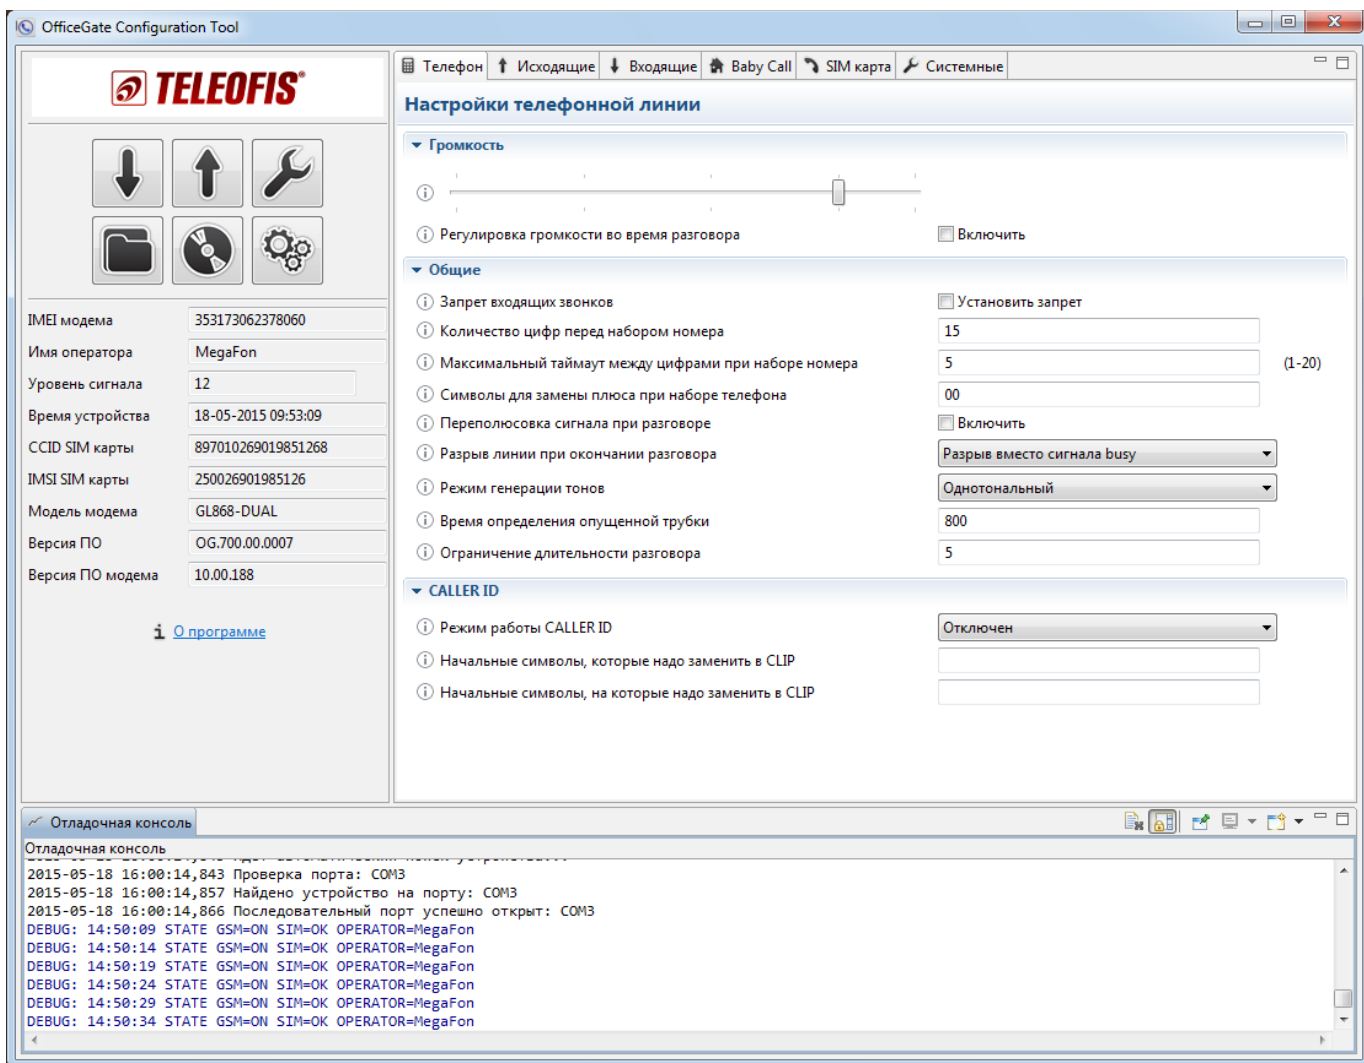 OfficeGate Configuration Tool
TELEOFIS
IMEI модема 353173062378060
Имя оператора MegaFon
Уровень сигнала 12
Время устройства 18-05-2015 09:53:09
CCID SIM карты 897010269019851268
IMSI SIM карты 250026901985126
Модель модема GL868-DUAL
Версия ПО OG.700.00.0007
Версия ПО модема 10.00.188
О программе
Телефон Исходящие Входящие Baby Call SIM карта Системные
Настройки телефонной линии
Громкость
Регулировка громкости во время разговора Включить
Общие
Запрет входящих звонков Установить запрет
Количество цифр перед набором номера 15
Максимальный таймаут между цифрами при наборе номера 5 (1-20)
Символы для замены плюса при наборе телефона 00
Переполюсовка сигнала при разговоре Включить
Разрыв линии при окончании разговора Разрыв вместо сигнала busy
Режим генерации тонов Однотональный
Время определения опущенной трубки 800
Ограничение длительности разговора 5
CALLER ID
Режим работы CALLER ID Отключен
Начальные символы, которые надо заменить в CLIP
Начальные символы, на которые надо заменить в CLIP
Отладочная консоль
Отладочная консоль
2015-05-18 16:00:14,843 Проверка порта: COM3
2015-05-18 16:00:14,857 Найдено устройство на порту: COM3
2015-05-18 16:00:14,866 Последовательный порт успешно открыт: COM3
DEBUG: 14:50:09 STATE GSM=ON SIM=OK OPERATOR=MegaFon
DEBUG: 14:50:14 STATE GSM=ON SIM=OK OPERATOR=MegaFon
DEBUG: 14:50:19 STATE GSM=ON SIM=OK OPERATOR=MegaFon
DEBUG: 14:50:24 STATE GSM=ON SIM=OK OPERATOR=MegaFon
DEBUG: 14:50:29 STATE GSM=ON SIM=OK OPERATOR=MegaFon
DEBUG: 14:50:34 STATE GSM=ON SIM=OK OPERATOR=MegaFon